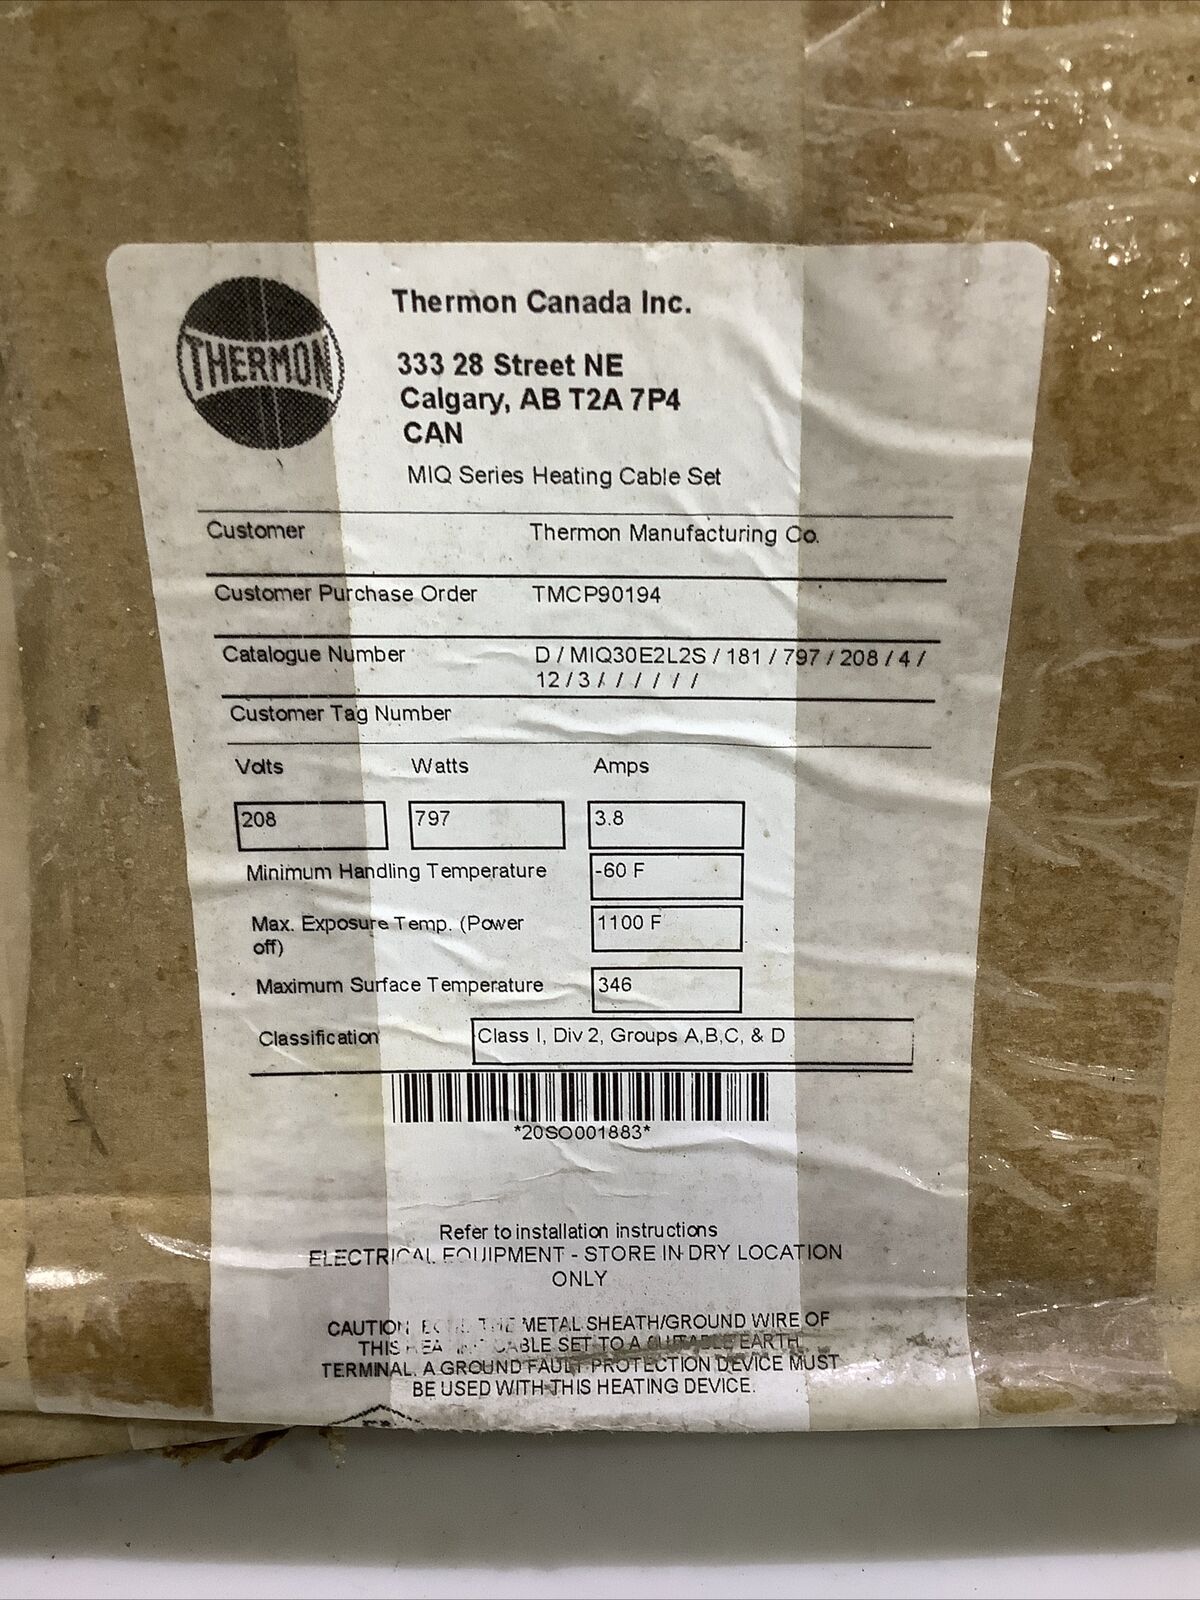 THERMON
Thermon Canada Inc.
333 28 Street NE
Calgary, AB T2A 7P4
CAN
MIQ Series Heating Cable Set
Customer Thermon Manufacturing Co.
Customer Purchase Order TMCP90194
Catalogue Number D / MIQ30E2L2S / 181 / 797 / 208 / 4 /
12 / 3 / / / / / / /
Customer Tag Number
Volts Watts Amps
208 797 3.8
Minimum Handling Temperature -60 F
Max. Exposure Temp. (Power 1100 F
off)
Maximum Surface Temperature 346
Classification Class I, Div 2, Groups A,B,C, & D
*20SO001883*
Refer to installation instructions
ELECTRICAL EQUIPMENT - STORE IN DRY LOCATION
ONLY
CAUTION THE METAL SHEATH/GROUND WIRE OF
THIS CABLE SET TO A SUITABLE EARTH
TERMINAL. A GROUND FAULT PROTECTION DEVICE MUST
BE USED WITH THIS HEATING DEVICE.